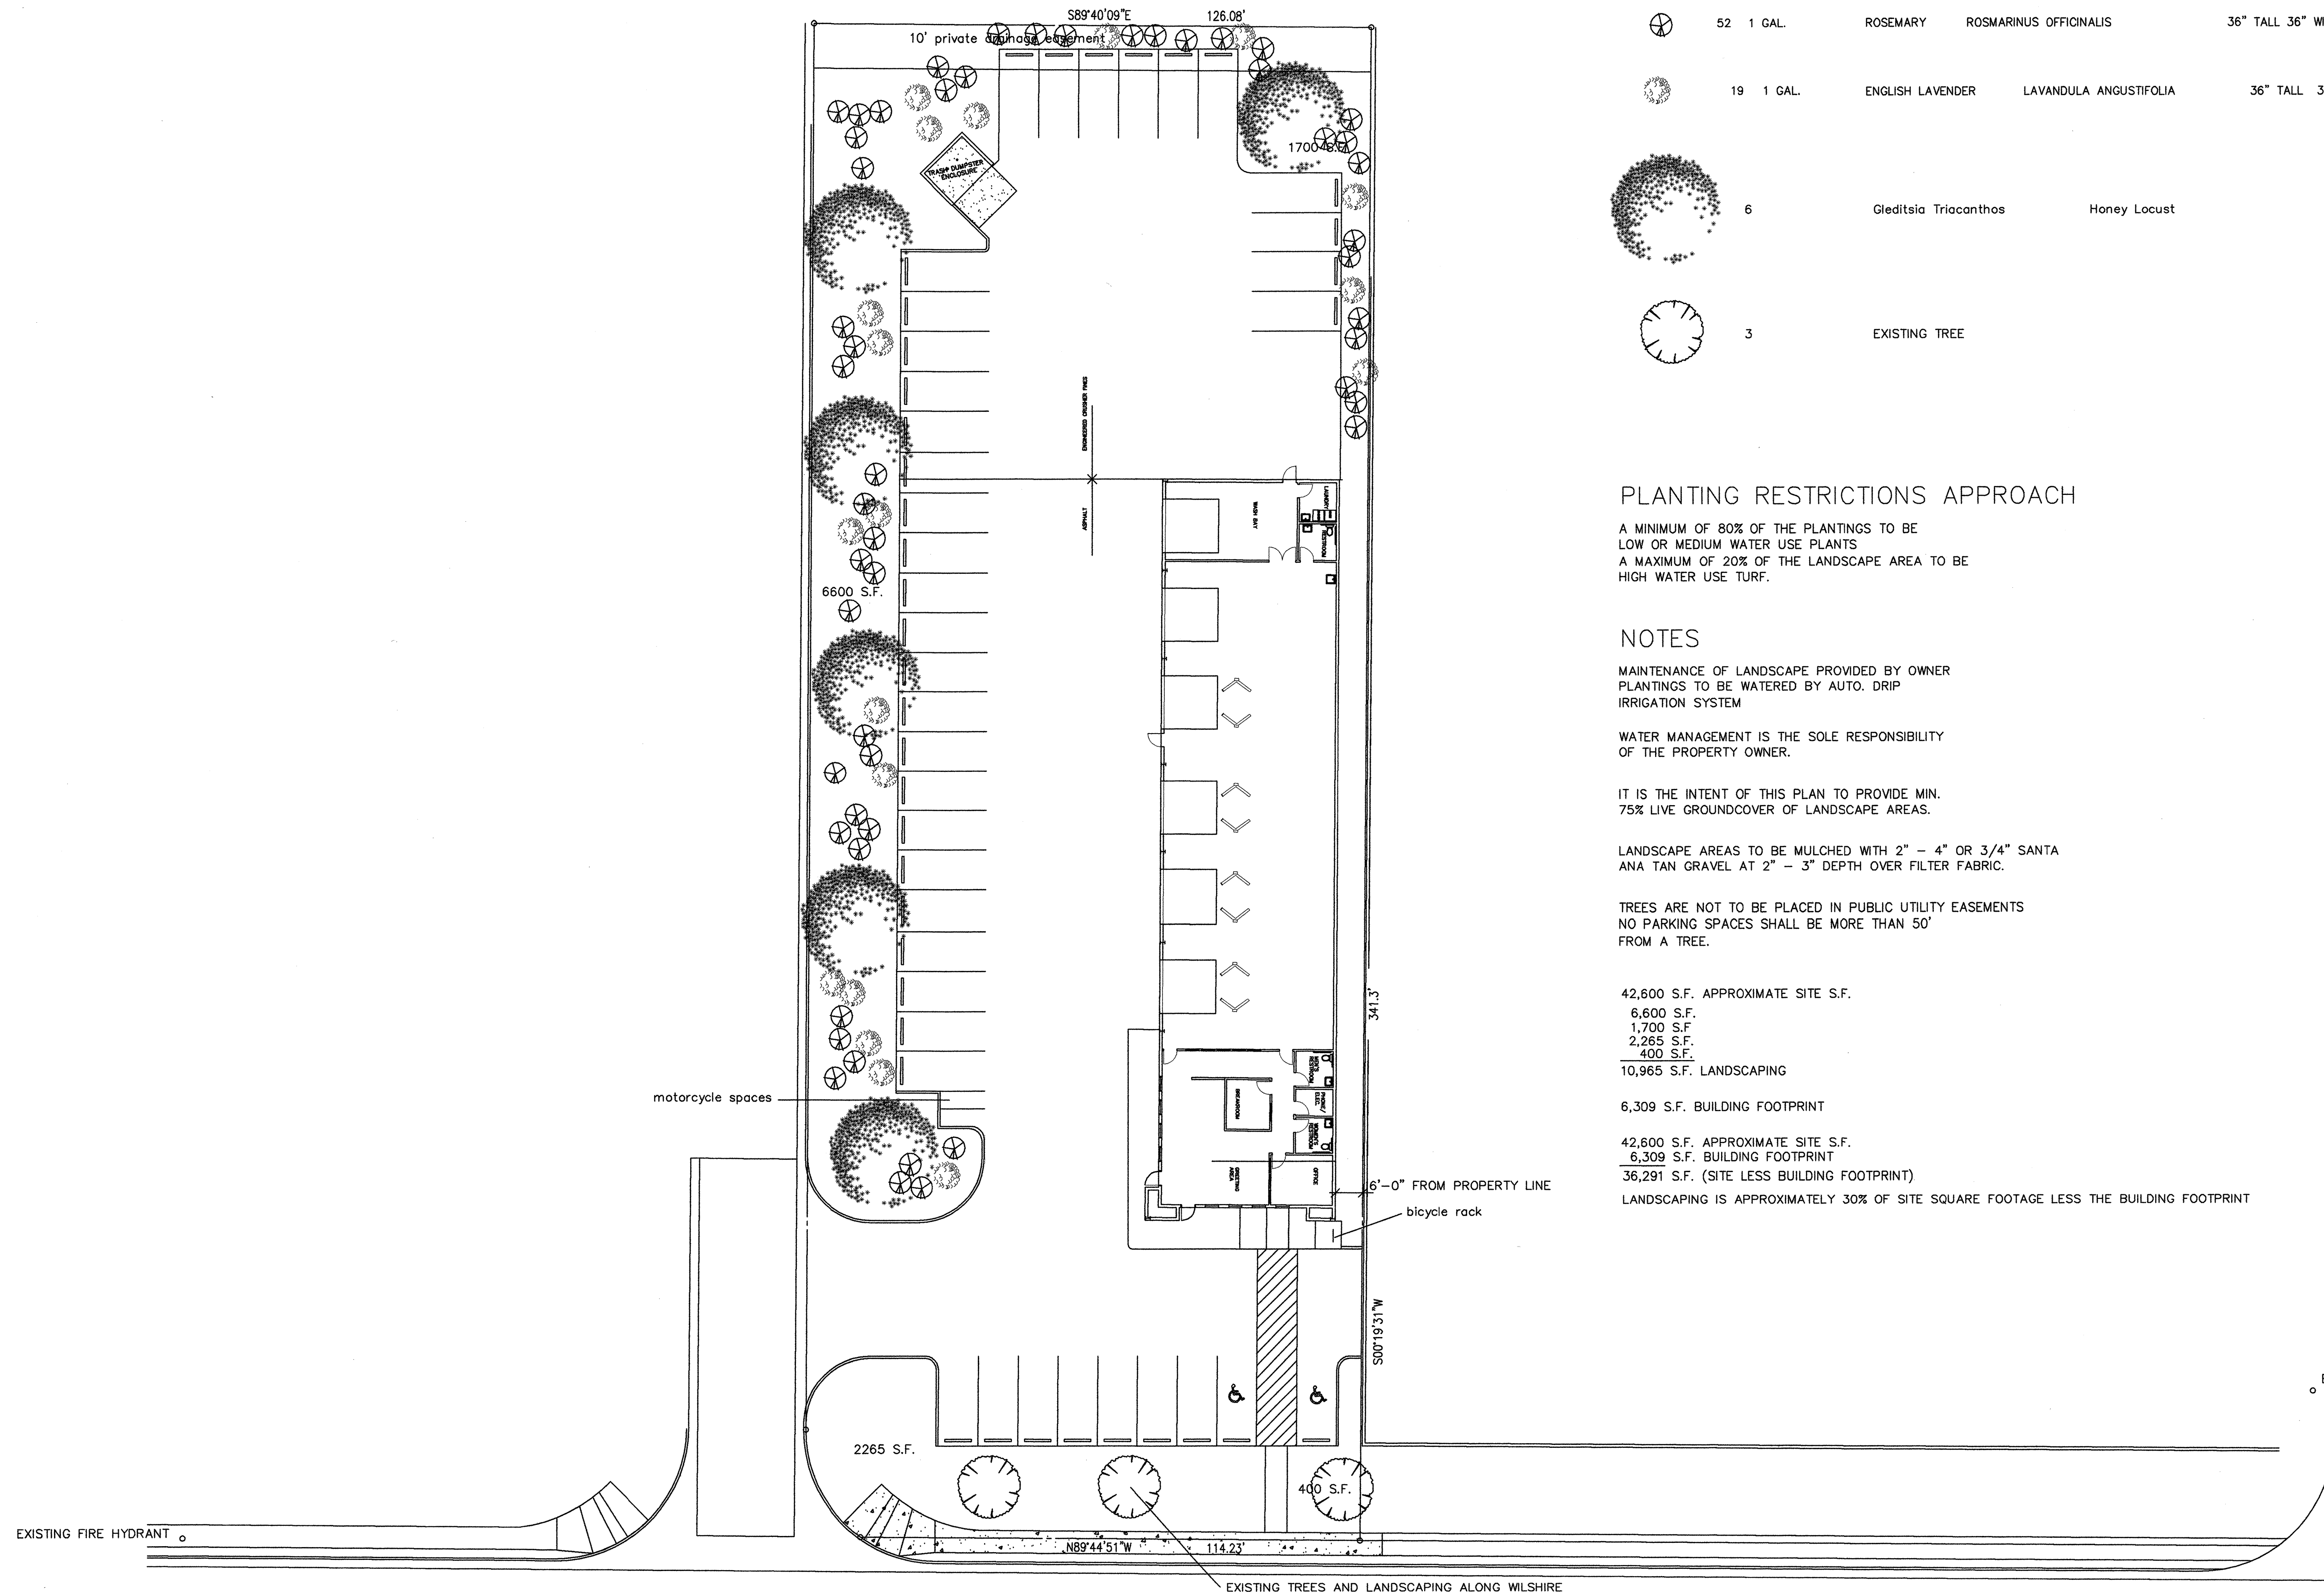 S89°40'09"E 126.08'
10' private drainage easement
52 1 GAL. ROSEMARY ROSMARINUS OFFICINALIS 36" TALL 36"
19 1 GAL. ENGLISH LAVENDER LAVANDULA ANGUSTIFOLIA 36" TALL
6 Gleditsia Triacanthos Honey Locust
3 EXISTING TREE
TRASH DUMPSTER
ENCLOSURE
1700 S.F.
ENGINEERED CRUSHER FINES
ASPHALT
WASH BAY
LAUNDRY
RESTROOM
6600 S.F.
PLANTING RESTRICTIONS APPROACH
A MINIMUM OF 80% OF THE PLANTINGS TO BE
LOW OR MEDIUM WATER USE PLANTS
A MAXIMUM OF 20% OF THE LANDSCAPE AREA TO BE
HIGH WATER USE TURF.
NOTES
MAINTENANCE OF LANDSCAPE PROVIDED BY OWNER
PLANTINGS TO BE WATERED BY AUTO. DRIP
IRRIGATION SYSTEM
WATER MANAGEMENT IS THE SOLE RESPONSIBILITY
OF THE PROPERTY OWNER.
IT IS THE INTENT OF THIS PLAN TO PROVIDE MIN.
75% LIVE GROUNDCOVER OF LANDSCAPE AREAS.
LANDSCAPE AREAS TO BE MULCHED WITH 2" - 4" OR 3/4" SANTA
ANA TAN GRAVEL AT 2" - 3" DEPTH OVER FILTER FABRIC.
TREES ARE NOT TO BE PLACED IN PUBLIC UTILITY EASEMENTS
NO PARKING SPACES SHALL BE MORE THAN 50'
FROM A TREE.
42,600 S.F. APPROXIMATE SITE S.F.
6,600 S.F.
1,700 S.F
2,265 S.F.
400 S.F.
10,965 S.F. LANDSCAPING
6,309 S.F. BUILDING FOOTPRINT
42,600 S.F. APPROXIMATE SITE S.F.
6,309 S.F. BUILDING FOOTPRINT
36,291 S.F. (SITE LESS BUILDING FOOTPRINT)
LANDSCAPING IS APPROXIMATELY 30% OF SITE SQUARE FOOTAGE LESS THE BUILDING FOOTPRINT
341.3'
MEN'S
RESTROOM
BREAKROOM
PHONE/
ELEC.
WOMEN'S
RESTROOM
GREETING
AREA
OFFICE
motorcycle spaces
6'-0" FROM PROPERTY LINE
bicycle rack
S00°19'31"W
2265 S.F.
400 S.F.
EXISTING FIRE HYDRANT
N89°44'51"W 114.23'
EXISTING TREES AND LANDSCAPING ALONG WILSHIRE